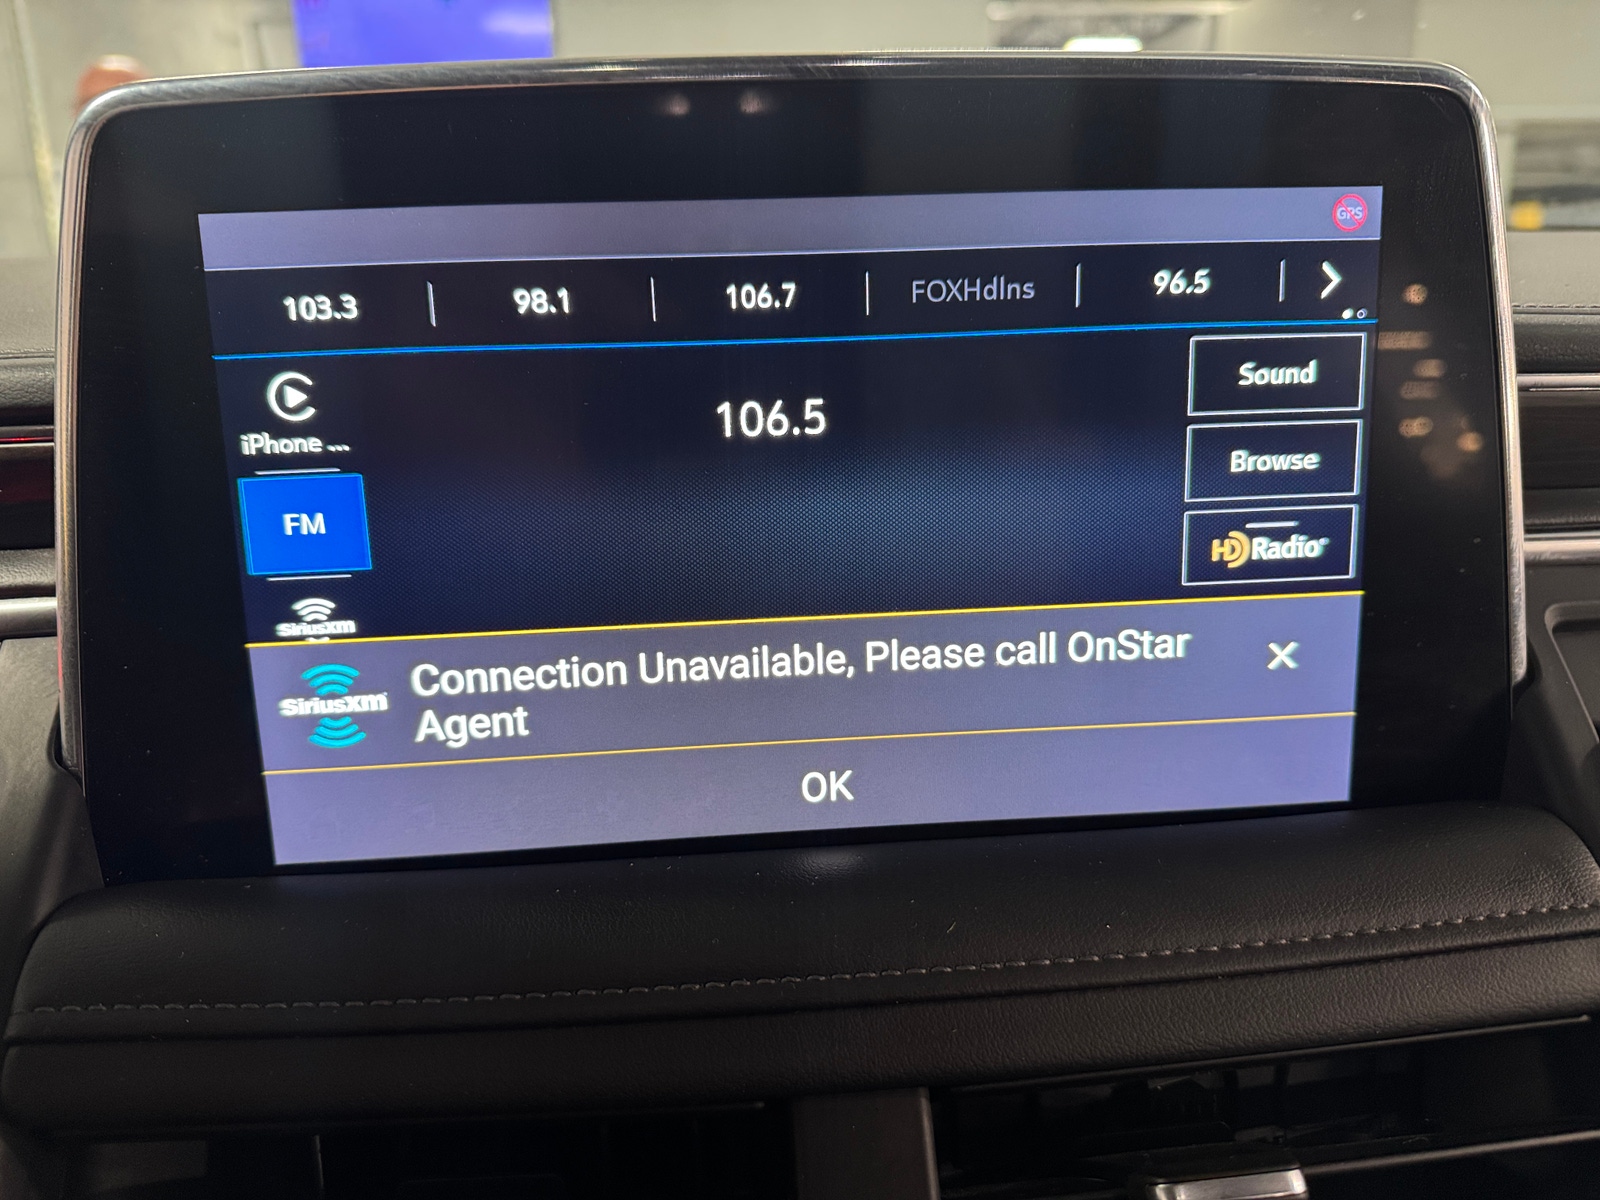 GPS
103.3
98.1
106.7
FOXHdlns
96.5
iPhone ...
106.5
Sound
Browse
FM
HD Radio
SiriusXm
SiriusXm
Connection Unavailable, Please call OnStar
Agent
OK